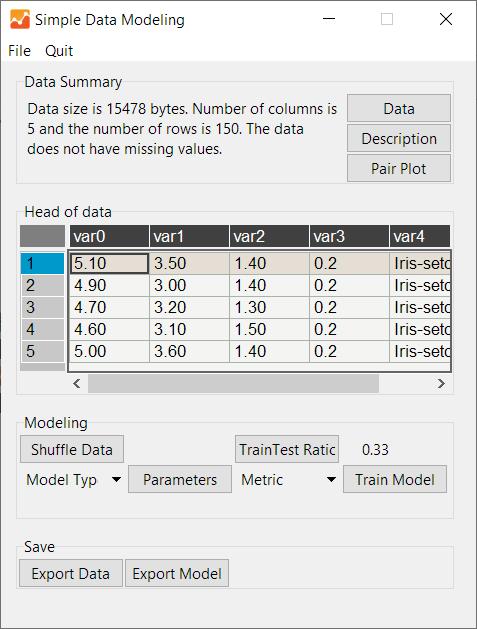 Simple Data Modeling
File Quit
Data Summary
Data size is 15478 bytes. Number of columns is
5 and the number of rows is 150. The data
does not have missing values.
Data
Description
Pair Plot
Head of data
var0 var1 var2 var3 var4
1 5.10 3.50 1.40 0.2 Iris-setc
2 4.90 3.00 1.40 0.2 Iris-setc
3 4.70 3.20 1.30 0.2 Iris-setc
4 4.60 3.10 1.50 0.2 Iris-setc
5 5.00 3.60 1.40 0.2 Iris-setc
Modeling
Shuffle Data TrainTest Ratic 0.33
Model Typ Parameters Metric Train Model
Save
Export Data Export Model